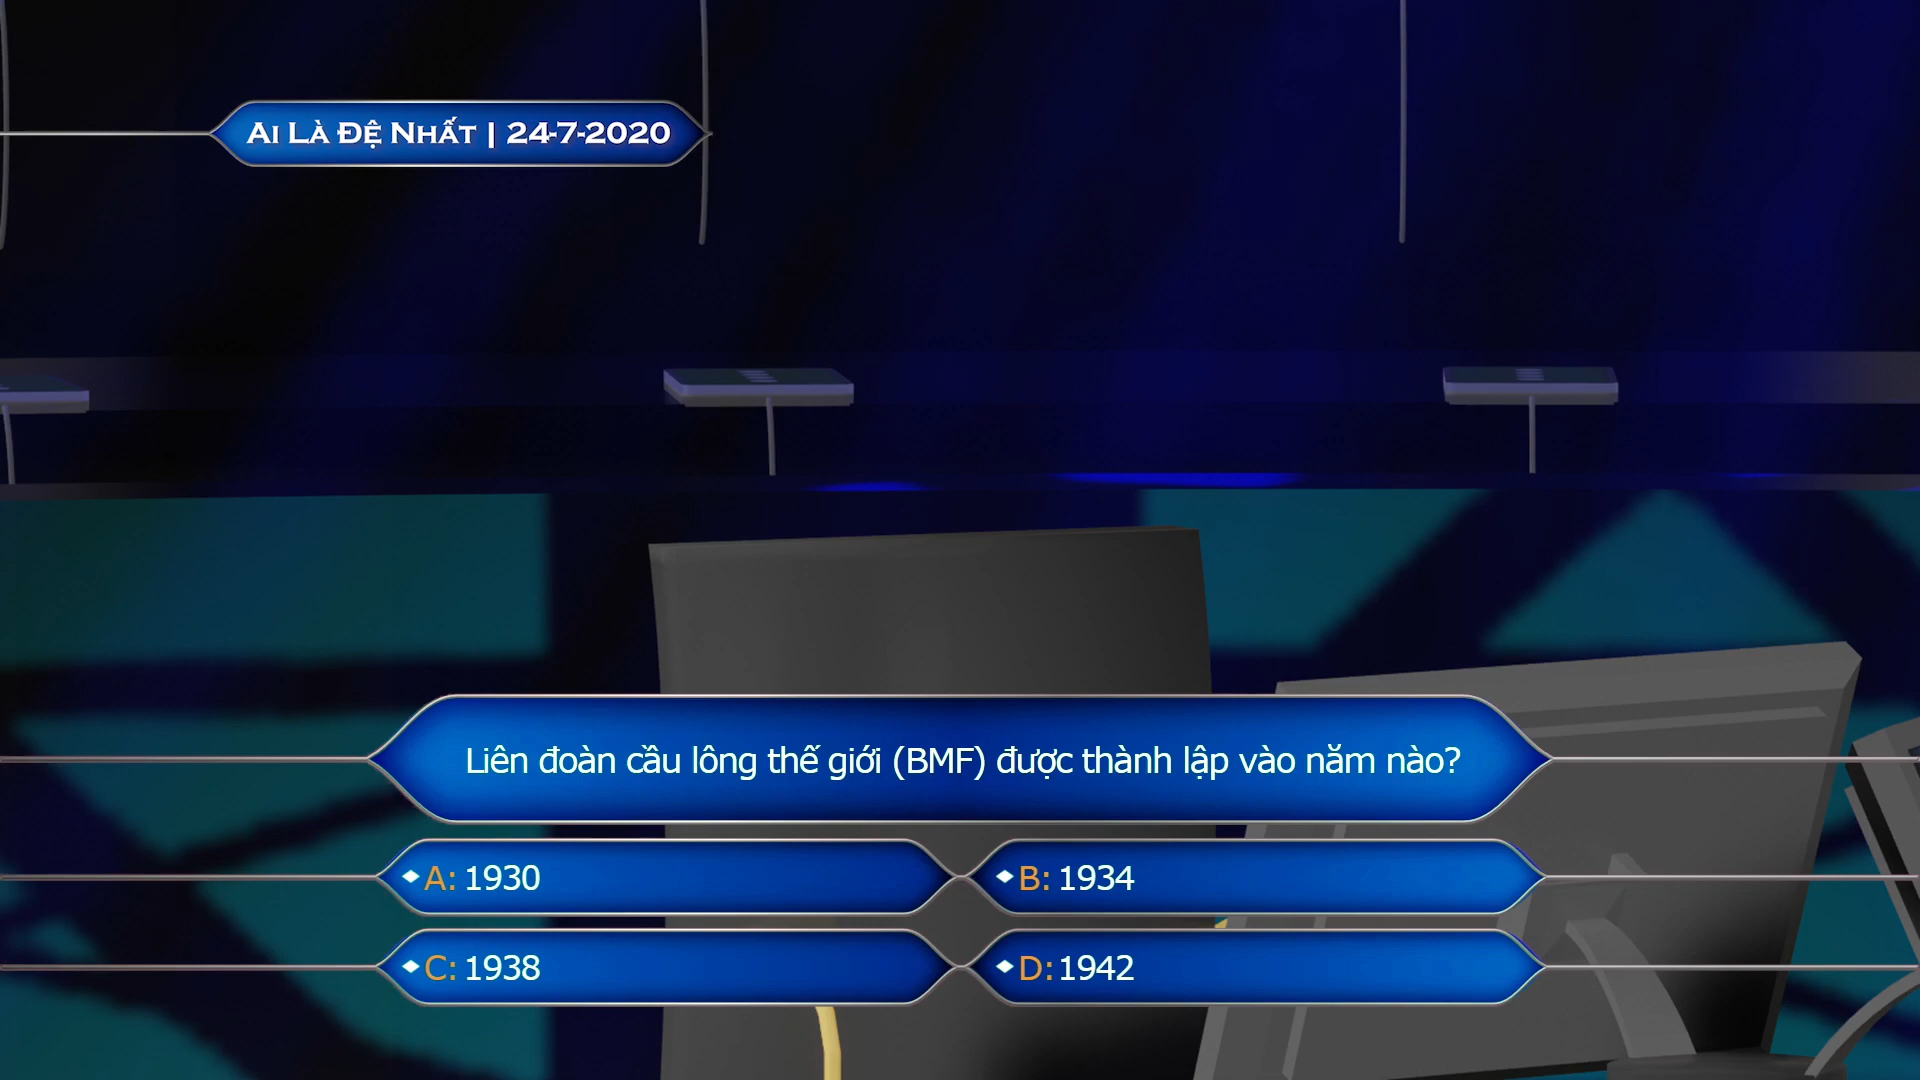 Ai Là Đệ Nhất | 24-7-2020
Liên đoàn cầu lông thế giới (BMF) được thành lập vào năm nào?
A: 1930
B: 1934
C: 1938
D: 1942